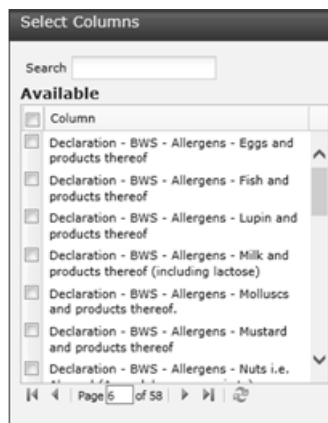 Select Columns
Search
Available
Column
Declaration - BWS - Allergens - Eggs and
products thereof
Declaration - BWS - Allergens - Fish and
products thereof
Declaration - BWS - Allergens - Lupin and
products thereof
Declaration - BWS - Allergens - Milk and
products thereof (including lactose)
Declaration - BWS - Allergens - Molluscs
and products thereof.
Declaration - BWS - Allergens - Mustard
and products thereof
Declaration - BWS - Allergens - Nuts i.e.
Page 6 of 58